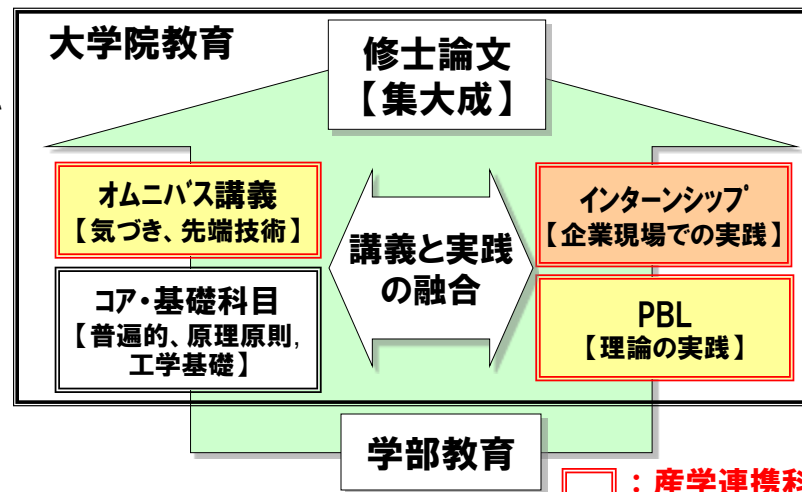 大学院教育
修士論文
【集大成】
オムニバス講義
【気づき、先端技術】
コア・基礎科目
【普遍的、原理原則,
工学基礎】
講義と実践
の融合
インターンシップ
【企業現場での実践】
PBL
【理論の実践】
学部教育
：産学連携科